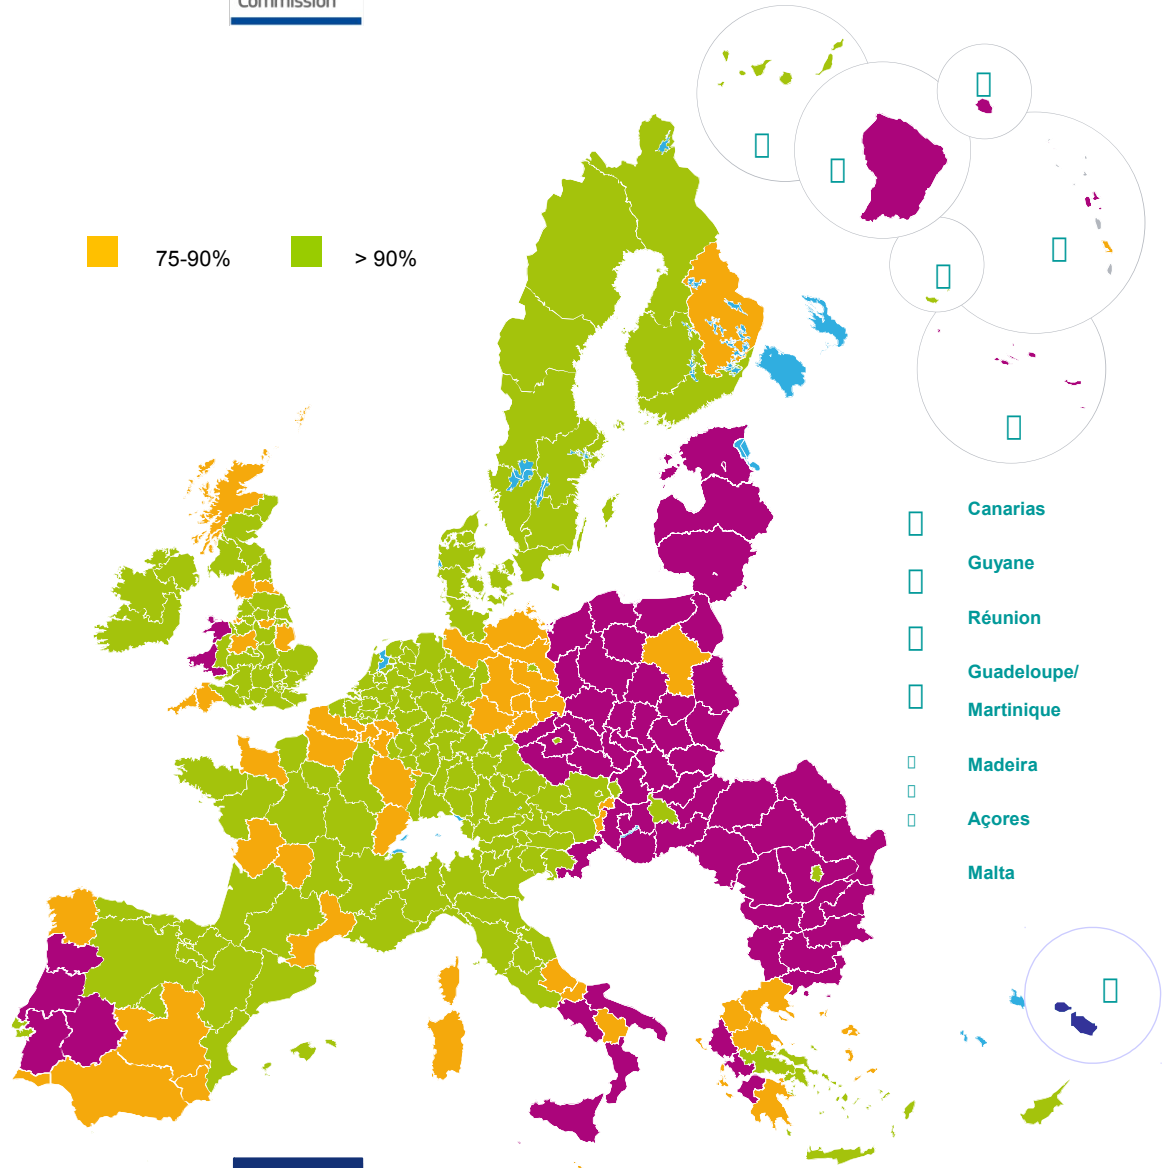 Commission
75-90%
> 90%
Canarias
Guyane
Réunion
Guadeloupe/
Martinique
Madeira
Açores
Malta